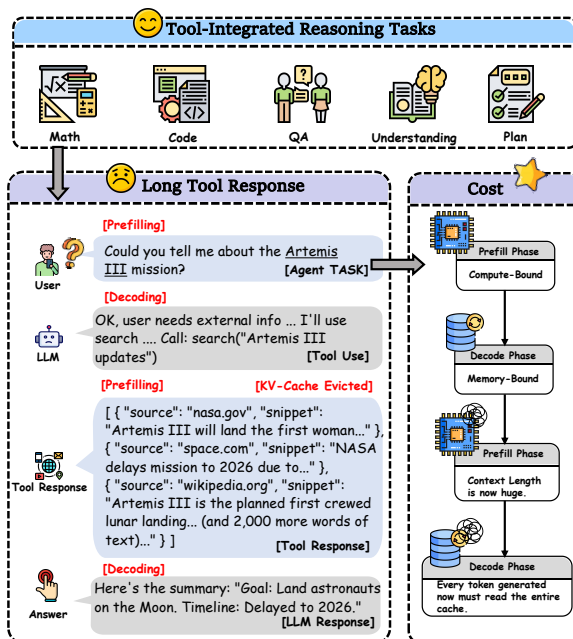 Tool-Integrated Reasoning Tasks
Math
Code
QA
Understanding
Plan
Long Tool Response
[Prefilling]
Could you tell me about the Artemis
III mission?
[Agent TASK]
User
[Decoding]
OK, user needs external info ... I'll use
search .... Call: search("Artemis III
updates")
[Tool Use]
LLM
[Prefilling]
[KV-Cache Evicted]
[ { "source": "nasa.gov", "snippet":
"Artemis III will land the first woman..." },
{ "source": "space.com", "snippet": "NASA
delays mission to 2026 due to..." },
{ "source": "wikipedia.org", "snippet":
"Artemis III is the planned first crewed
lunar landing... (and 2,000 more words of
text)..." } ]
[Tool Response]
Tool Response
[Decoding]
Here's the summary: "Goal: Land astronauts
on the Moon. Timeline: Delayed to 2026."
[LLM Response]
Answer
Cost
Prefill Phase
Compute-Bound
Decode Phase
Memory-Bound
Prefill Phase
Context Length
is now huge.
Decode Phase
Every token generated
now must read the entire
cache.